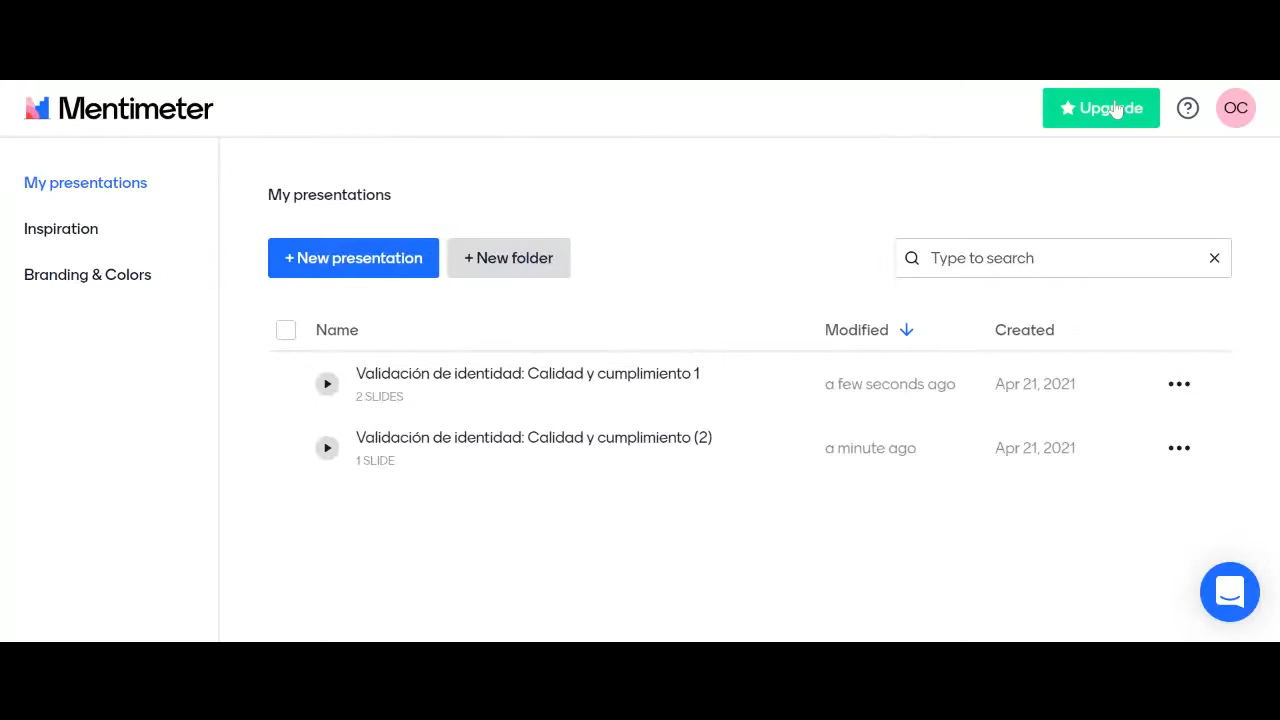 Mentimeter
Upgrade
OC
My presentations
Inspiration
Branding & Colors
My presentations
+ New presentation
+ New folder
Type to search
Name
Modified
Created
Validación de identidad: Calidad y cumplimiento 1
2 SLIDES
a few seconds ago
Apr 21, 2021
Validación de identidad: Calidad y cumplimiento (2)
1 SLIDE
a minute ago
Apr 21, 2021